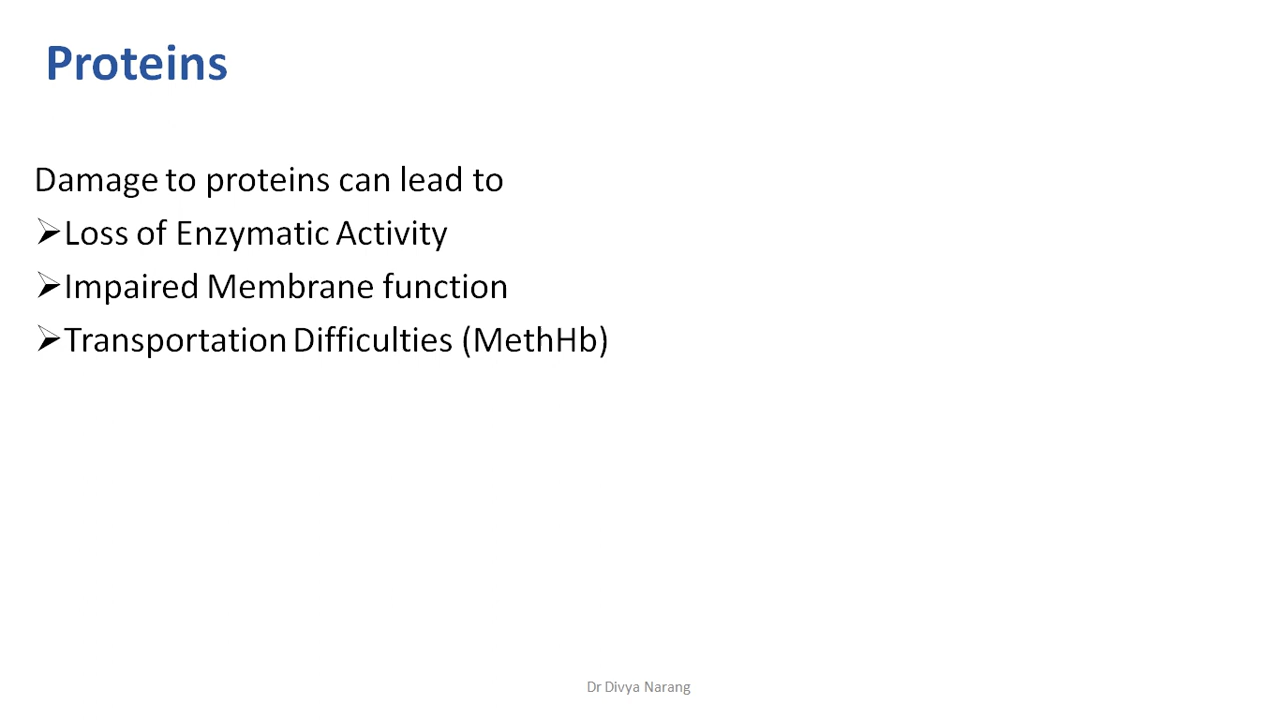 Proteins
Damage to proteins can lead to
➢Loss of Enzymatic Activity
➢Impaired Membrane function
➢Transportation Difficulties (MethHb)
Dr Divya Narang